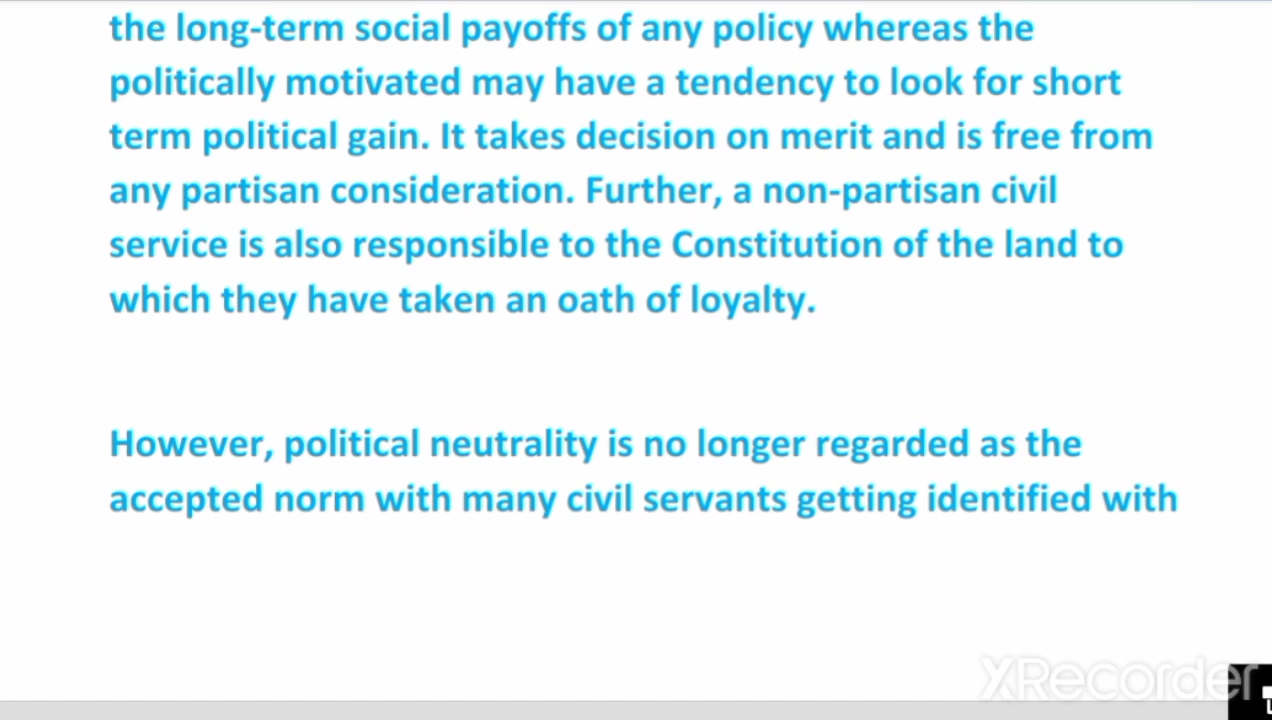 the long-term social payoffs of any policy whereas the
politically motivated may have a tendency to look for short
term political gain. It takes decision on merit and is free from
any partisan consideration. Further, a non-partisan civil
service is also responsible to the Constitution of the land to
which they have taken an oath of loyalty.
However, political neutrality is no longer regarded as the
accepted norm with many civil servants getting identified with
XRecorder